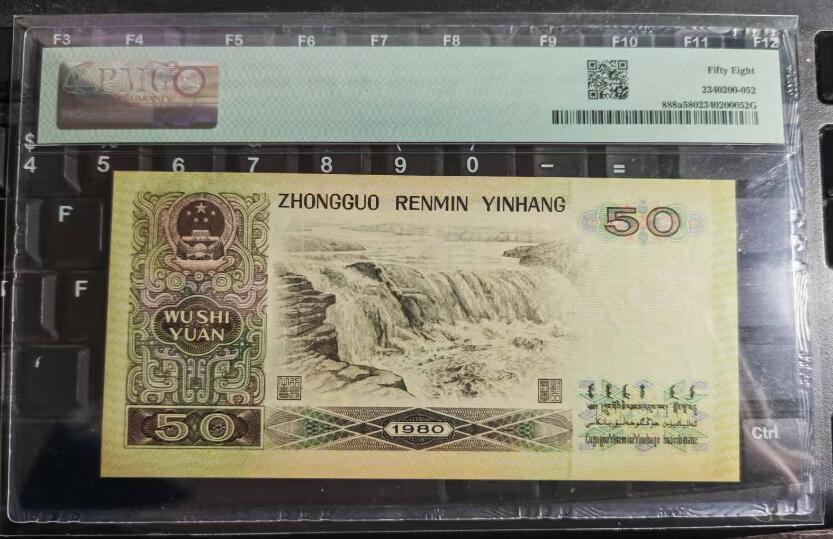 F3 F4 F5 F6 F7 F8 F9 F10 F11 F12
PMG
GUARANTY
Fifty Eight
2340200-052
888a5802340200052G
$ ( )
4 5 6 7 8 9 0 - =
F
F
Ctrl
ZHONGGUO RENMIN YINHANG
50
WU SHI
YUAN
50
1980